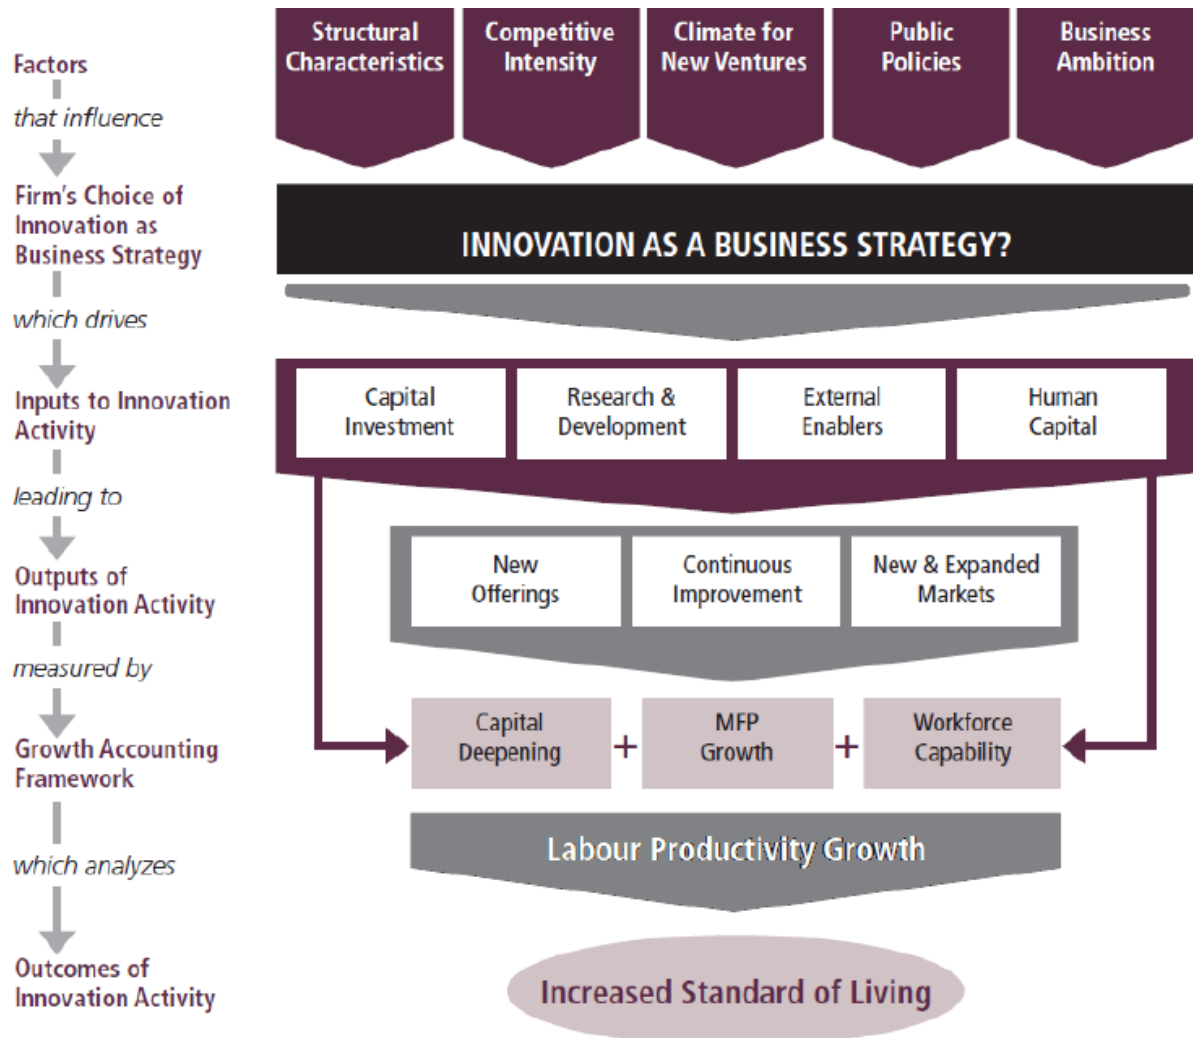 Factors
that influence
Firm's Choice of
Innovation as
Business Strategy
which drives
Inputs to Innovation
Activity
leading to
Outputs of
Innovation Activity
measured by
Growth Accounting
Framework
which analyzes
Outcomes of
Innovation Activity
Structural
Characteristics
Competitive
Intensity
Climate for
New Ventures
Public
Policies
Business
Ambition
INNOVATION AS A BUSINESS STRATEGY?
Capital
Investment
Research &
Development
External
Enablers
Human
Capital
New
Offerings
Continuous
Improvement
New & Expanded
Markets
Capital
Deepening
+
MFP
Growth
+
Workforce
Capability
Labour Productivity Growth
Increased Standard of Living